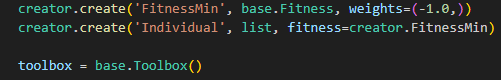 creator.create('FitnessMin', base.Fitness, weights=(-1.0,))
creator.create('Individual', list, fitness=creator.FitnessMin)
toolbox = base.Toolbox()